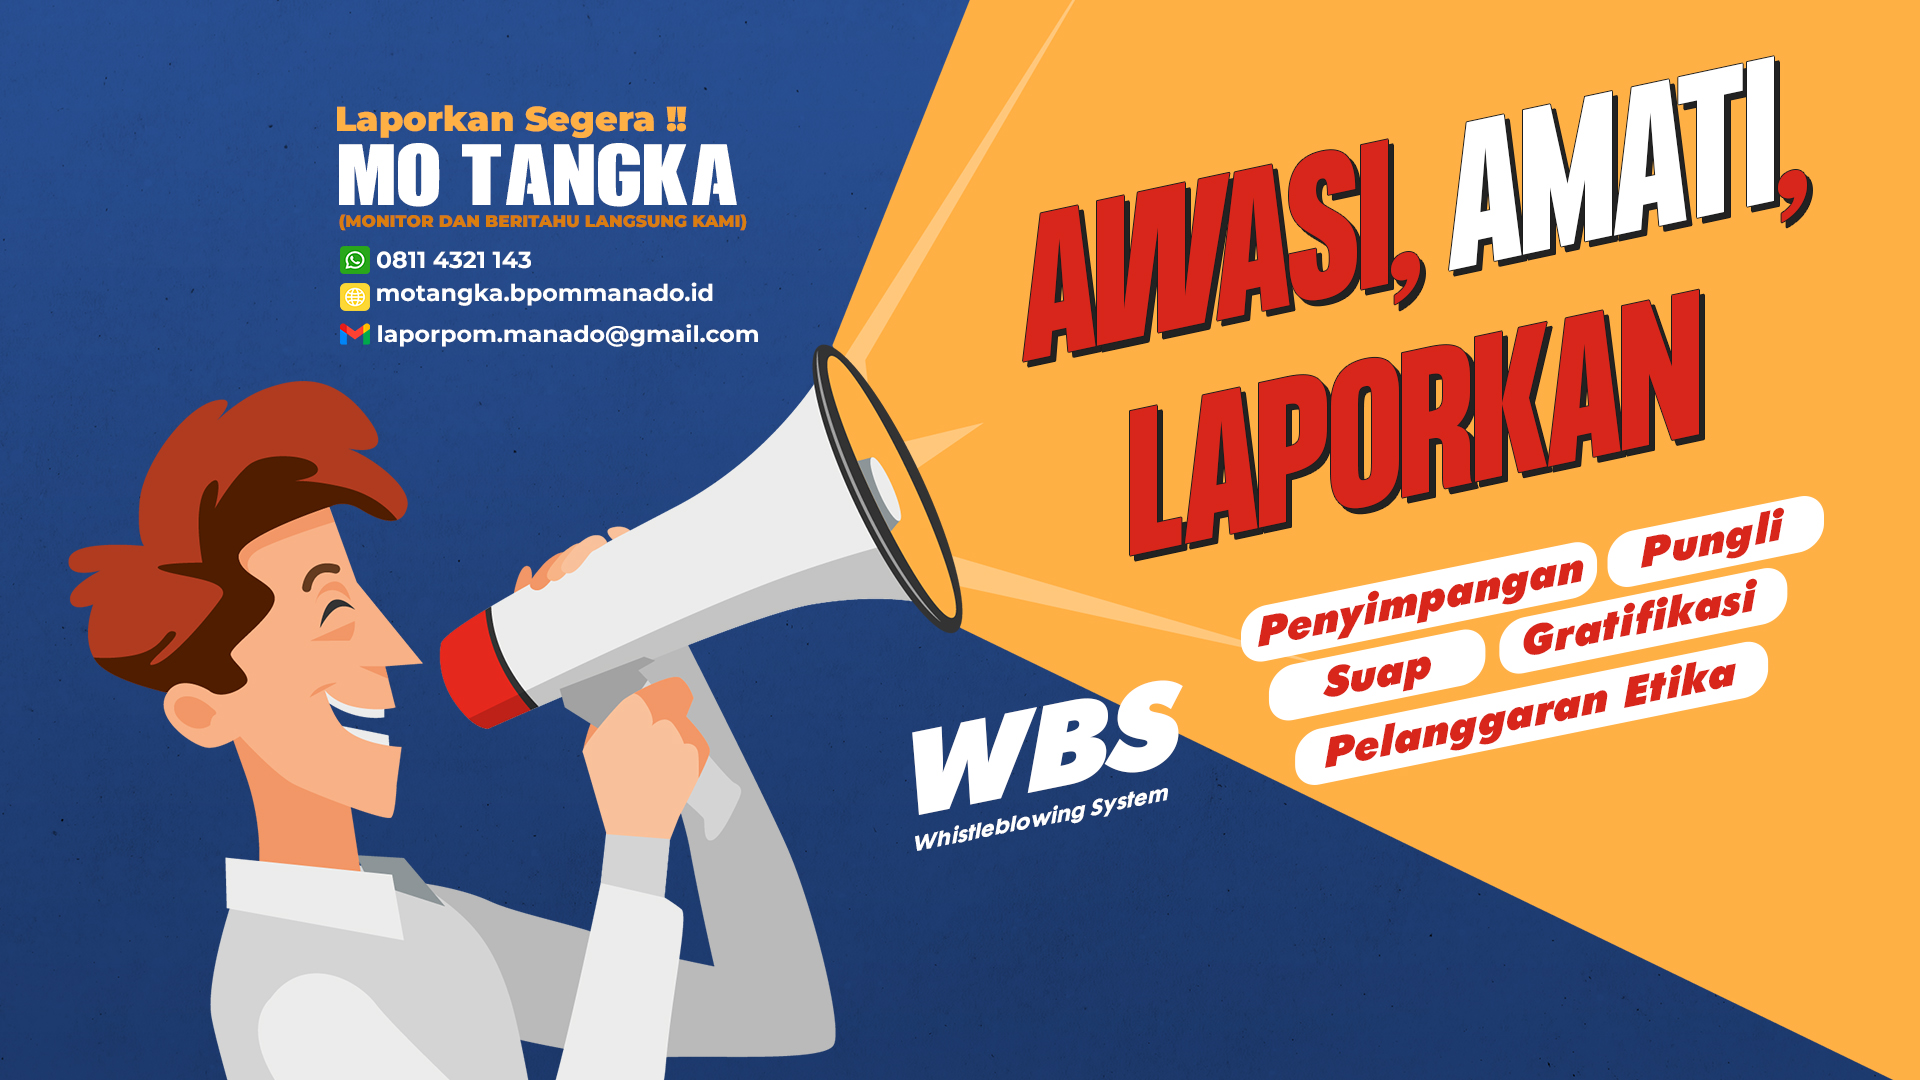 Laporkan Segera !!
MO TANGKA
(MONITOR DAN BERITAHU LANGSUNG KAMI)
0811 4321 143
motangka.bpommanado.id
laporpom.manado@gmail.com
AWASI, AMATI,
LAPORKAN
Penyimpangan Pungli
Suap Gratifikasi
Pelanggaran Etika
WBS
Whistleblowing System